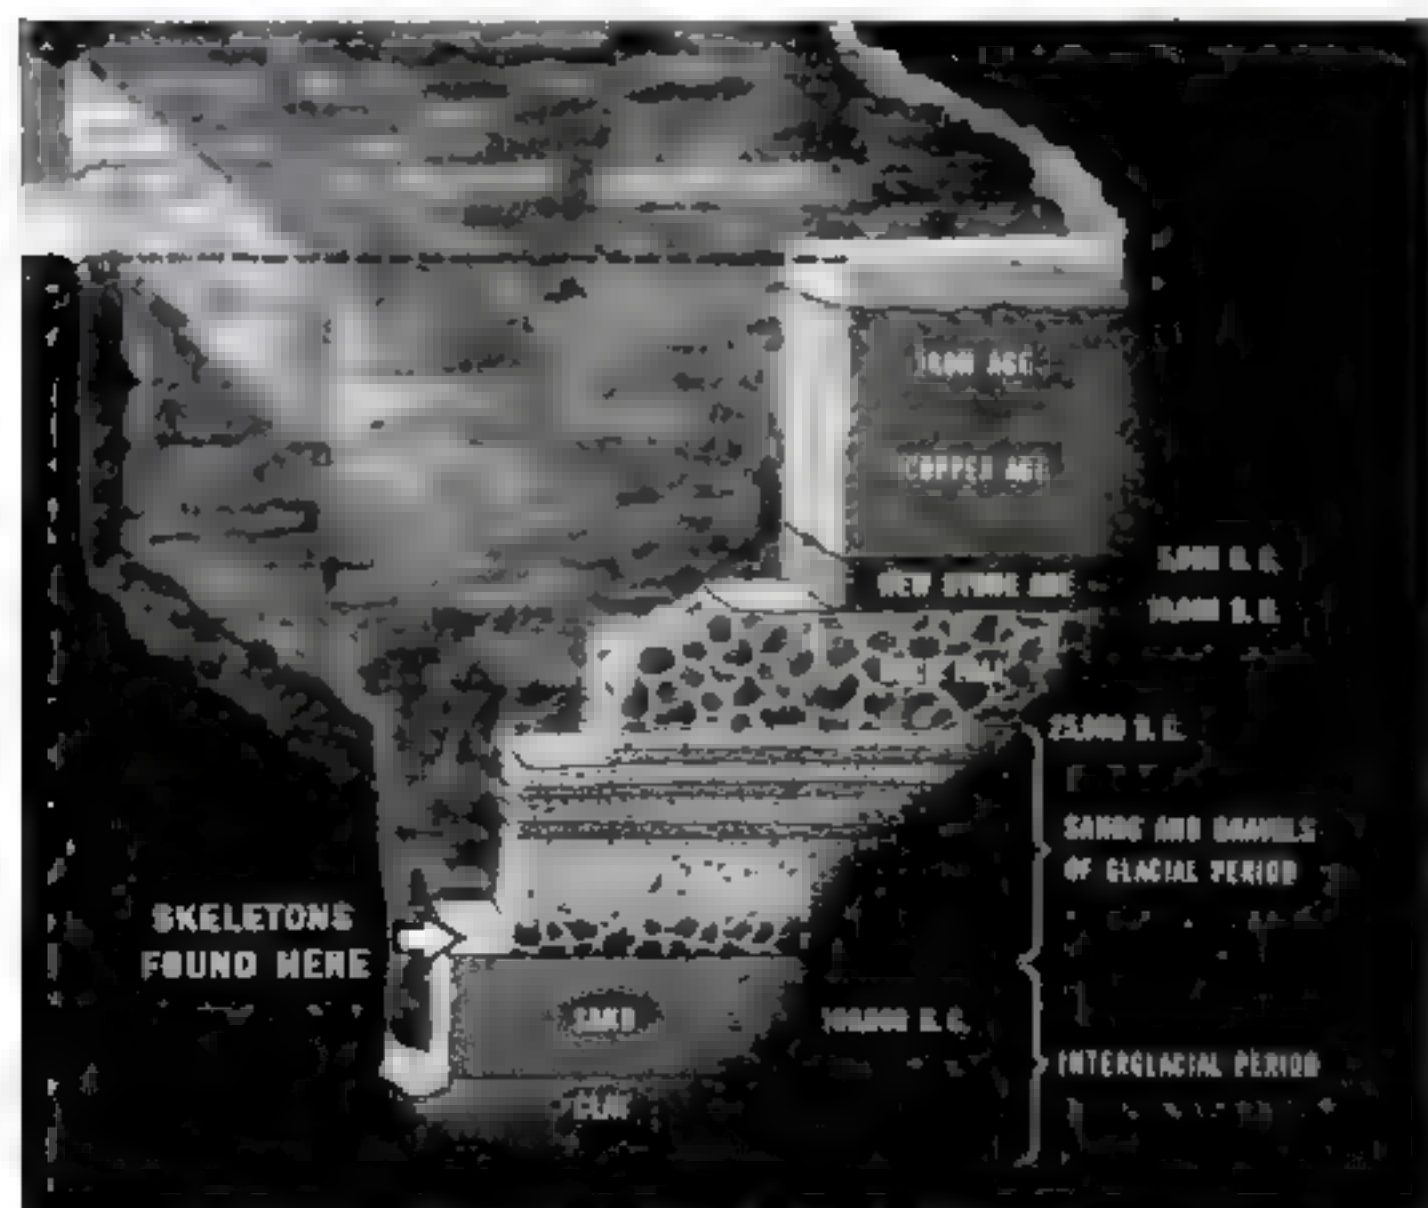 IRON AGE
COPPER AGE
NEW STONE AGE
5,000 B. C.
10,000 B. C.
25,000 B. C.
SANDS AND GRAVELS
OF GLACIAL PERIOD
SKELETONS
FOUND HERE
SAND
100,000 B. C.
INTERGLACIAL PERIOD
CLAY